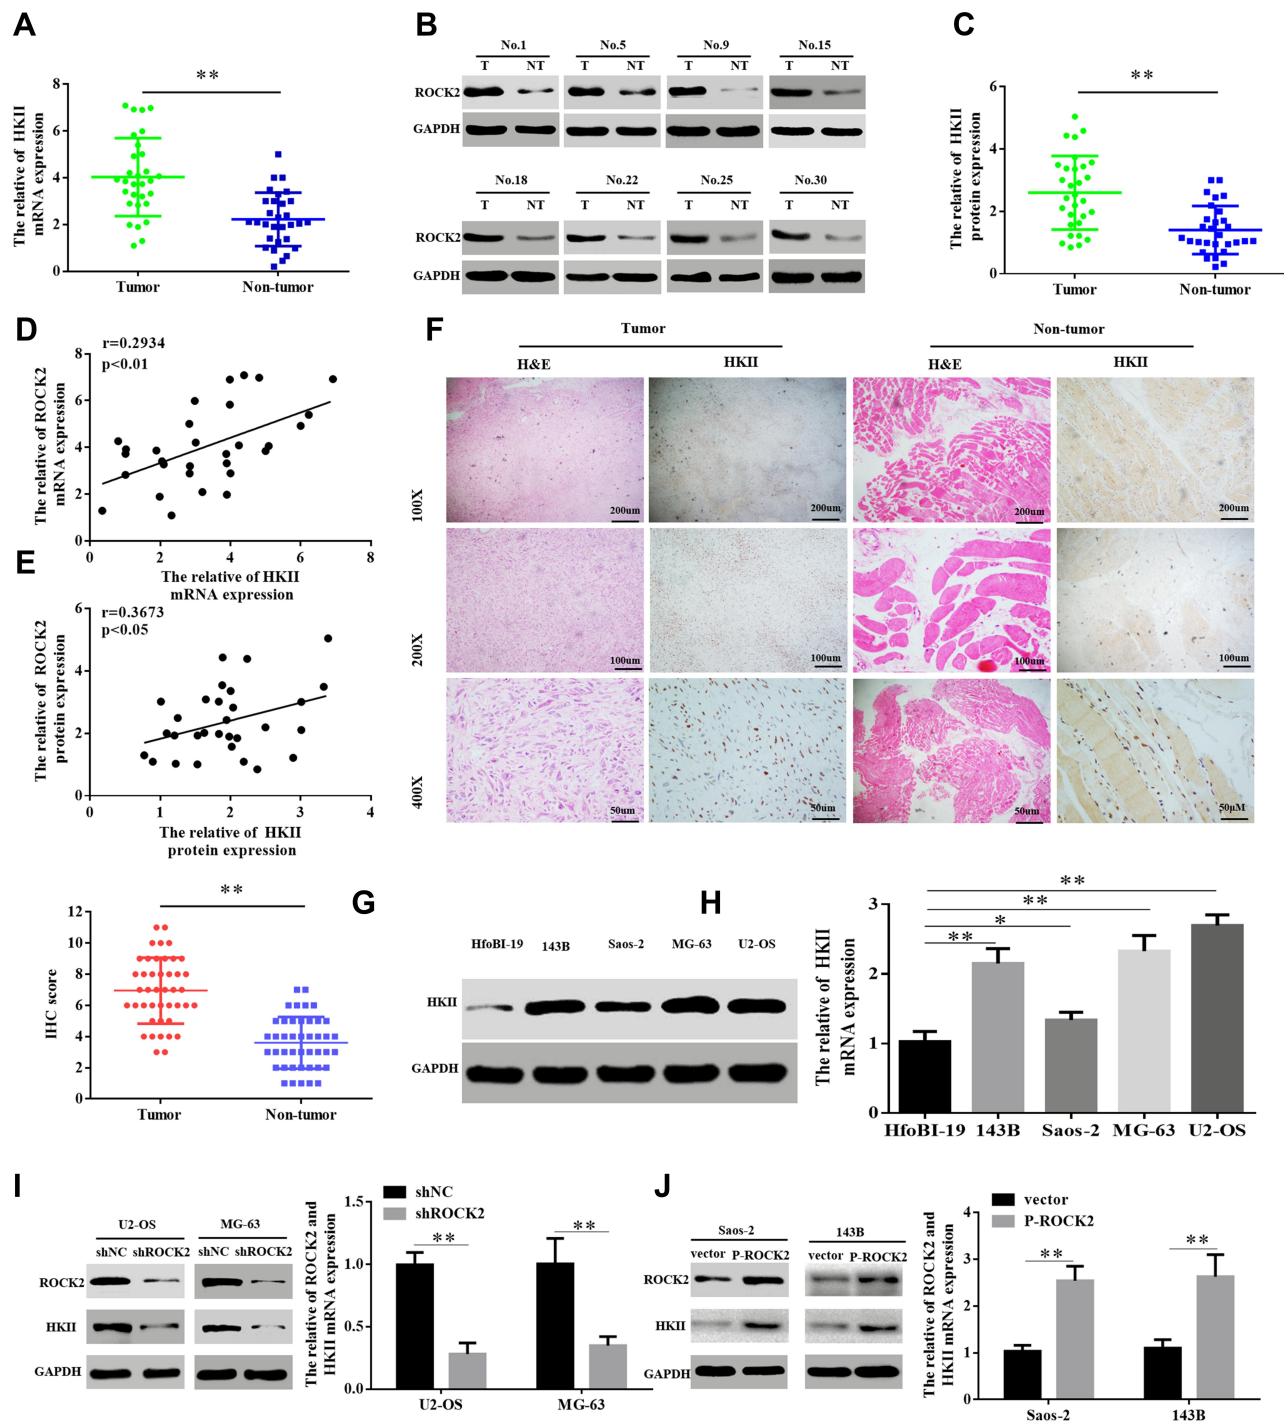 A
The relative of HKII
mRNA expression
8
6
4
2
0
**
Tumor
Non-tumor
B
No.1
No.5
No.9
No.15
T NT T NT T NT T NT
ROCK2
GAPDH
No.18
No.22
No.25
No.30
T NT T NT T NT T NT
ROCK2
GAPDH
C
The relative of HKII
protein expression
6
4
2
0
**
Tumor
Non-tumor
D
r=0.2934
p<0.01
The relative of ROCK2
mRNA expression
8
6
4
2
0
0 2 4 6 8
The relative of HKII
mRNA expression
E
r=0.3673
p<0.05
The relative of ROCK2
protein expression
6
4
2
0
0 1 2 3 4
The relative of HKII
protein expression
F
Tumor
Non-tumor
H&E
HKII
H&E
HKII
100X
200um
200um
200um
200um
200X
100um
100um
100um
100um
400X
50um
50um
50um
50μM
IHC score
12
10
8
6
4
2
0
**
Tumor
Non-tumor
G
HfoBI-19 143B Saos-2 MG-63 U2-OS
HKII
GAPDH
H
The relative of HKII
mRNA expression
3
2
1
0
**
**
*
**
HfoBI-19 143B Saos-2 MG-63 U2-OS
I
U2-OS
MG-63
shNC shROCK2 shNC shROCK2
ROCK2
HKII
GAPDH
The relative of ROCK2 and
HKII mRNA expression
1.5
1.0
0.5
0.0
shNC
shROCK2
**
**
U2-OS
MG-63
J
Saos-2
143B
vector P-ROCK2 vector P-ROCK2
ROCK2
HKII
GAPDH
The relative of ROCK2 and
HKII mRNA expression
4
3
2
1
0
vector
P-ROCK2
**
**
Saos-2
143B